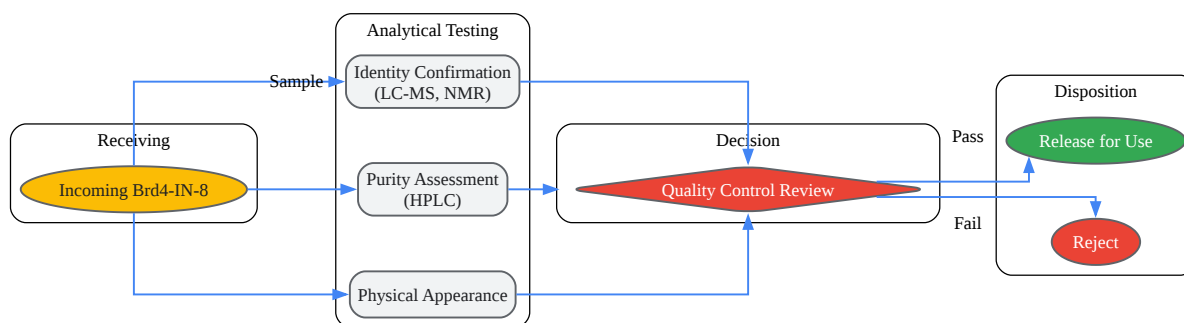 Analytical Testing
Identity Confirmation
(LC-MS, NMR)
Sample
Disposition
Receiving
Decision
Pass
Release for Use
Incoming Brd4-IN-8
Purity Assessment
(HPLC)
Quality Control Review
Fail
Reject
Physical Appearance